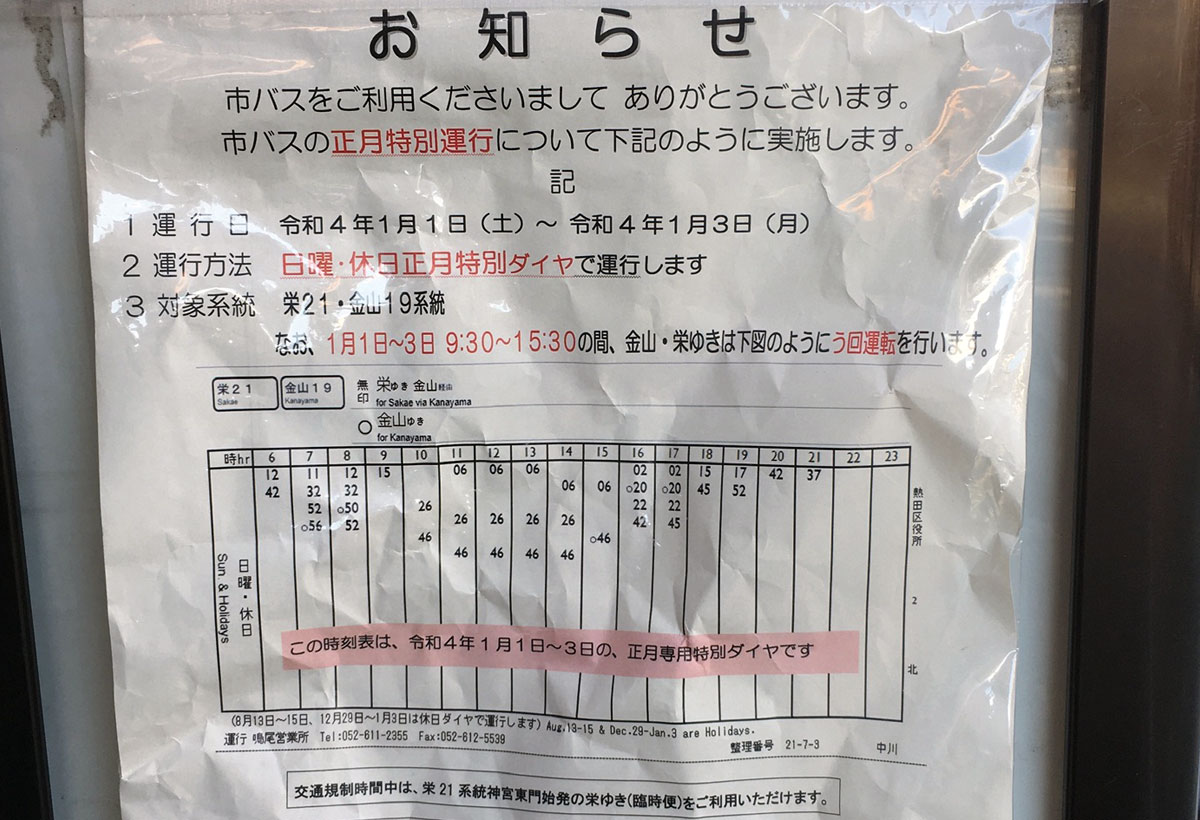 お知らせ
市バスをご利用くださいまして ありがとうございます。
市バスの正月特別運行について下記のように実施します。
記
1 運 行 日 令和4年1月1日（土）～ 令和4年1月3日（月）
2 運行方法 日曜・休日正月特別ダイヤで運行します
3 対象系統 栄21・金山19系統
なお、1月1日～3日 9:30～15:30の間、金山・栄ゆきは下図のようにう回運転を行います。
栄21 金山19 無印 栄ゆき 金山経由
Sakae Kanayama for Sakae via Kanayama
○ 金山ゆき
for Kanayama
時hr 6 7 8 9 10 11 12 13 14 15 16 17 18 19 20 21 22 23
12 11 12 15 06 06 06 02 02 15 17 42 37
42 32 32 06 06 ○20 ○20 45 52
52 ○50 26 22 22
○56 52 26 26 26 26 42 45
46 ○46
46 46 46 46
日曜・休日
Sun. & Holidays
熱田区役所
2
北
この時刻表は、令和4年1月1日～3日の、正月専用特別ダイヤです
(8月13日～15日、12月29日～1月3日は休日ダイヤで運行します) Aug.13-15 & Dec.29-Jan.3 are Holidays.
運行 鳴尾営業所 Tel:052-611-2355 Fax:052-612-5539
整理番号 21-7-3 中川
交通規制時間中は、栄21系統神宮東門始発の栄ゆき(臨時便)をご利用いただけます。